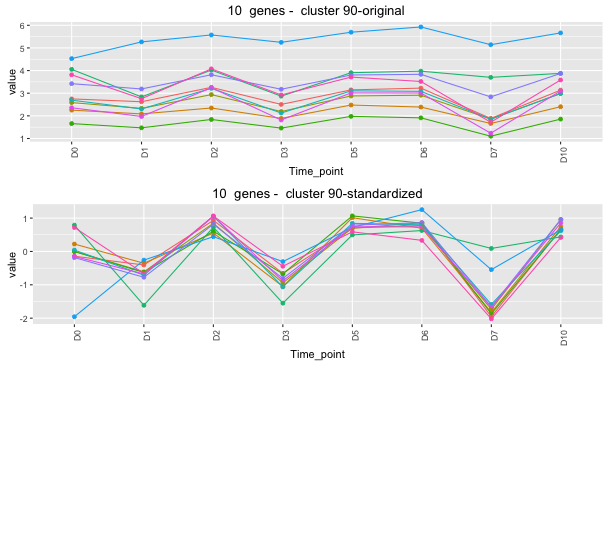 10  genes -  cluster 90-original
6
5
4
3
2
1
value
D0 D1 D2 D3 D5 D6 D7 D10
Time_point
10  genes -  cluster 90-standardized
1
0
-1
-2
value
D0 D1 D2 D3 D5 D6 D7 D10
Time_point